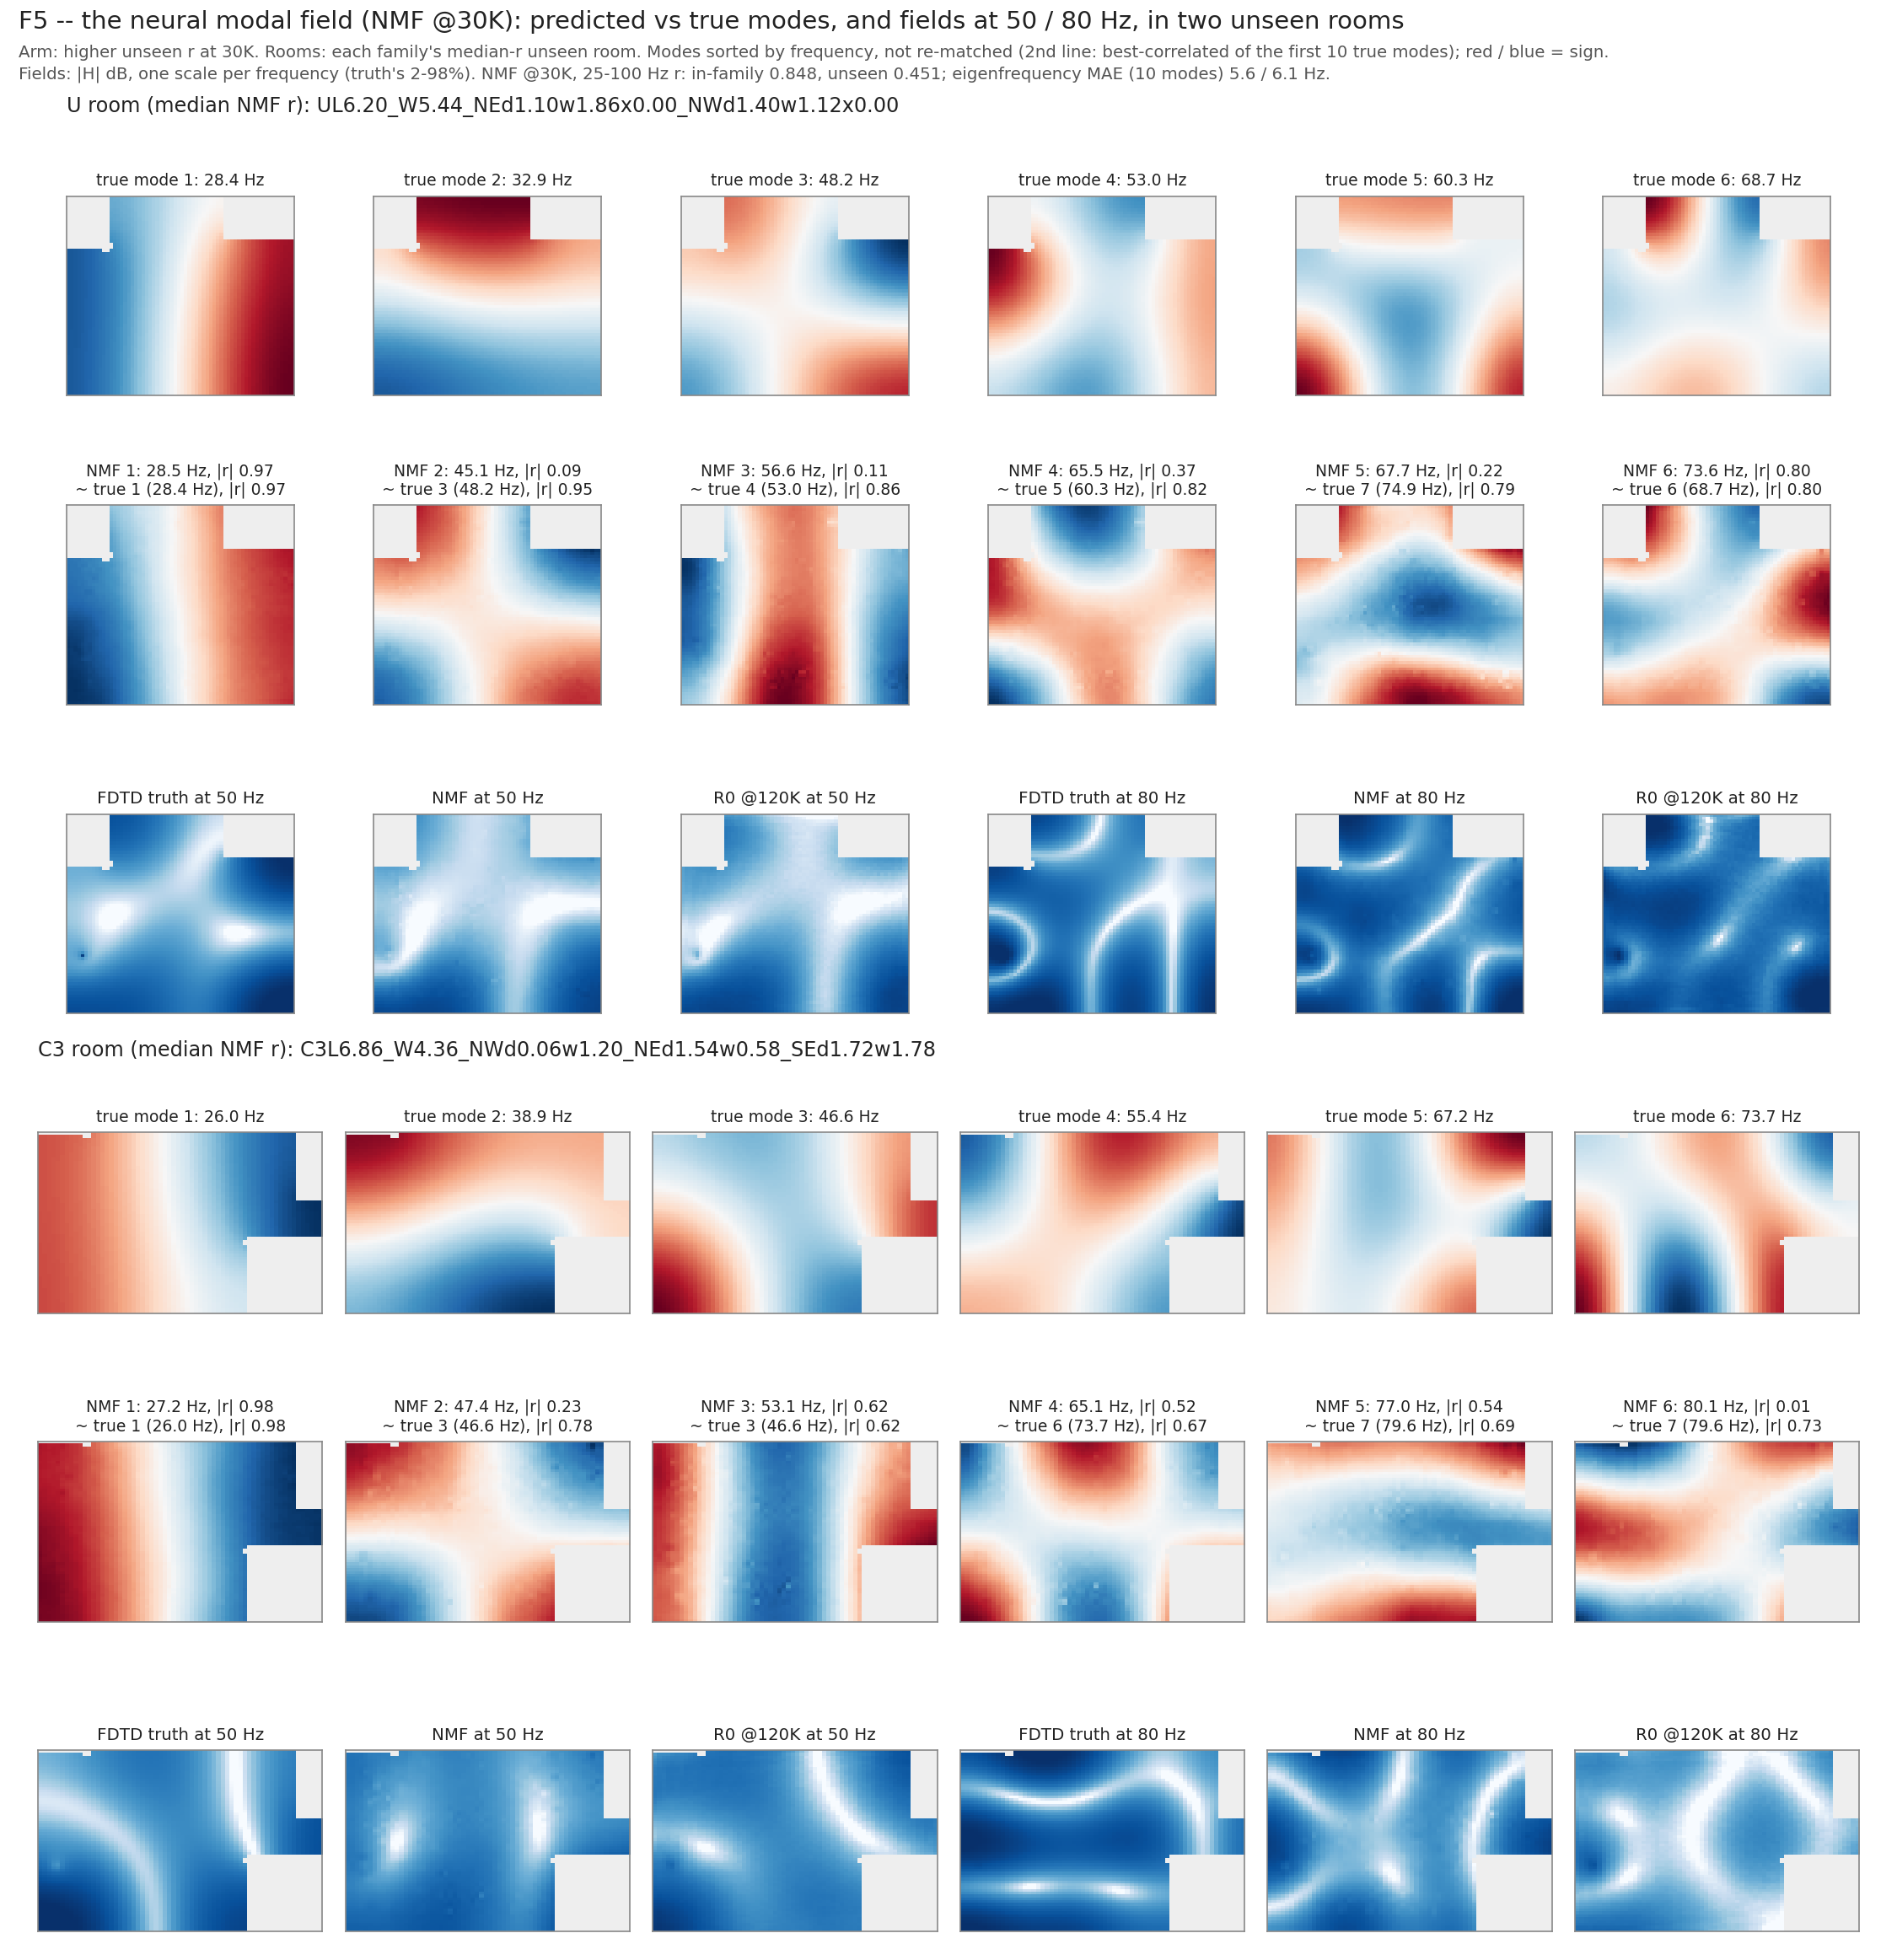 F5 -- the neural modal field (NMF @30K): predicted vs true modes, and fields at 50 / 80 Hz, in two unseen rooms
Arm: higher unseen r at 30K. Rooms: each family's median-r unseen room. Modes sorted by frequency, not re-matched (2nd line: best-correlated of the first 10 true modes); red / blue = sign.
Fields: |H| dB, one scale per frequency (truth's 2-98%). NMF @30K, 25-100 Hz r: in-family 0.848, unseen 0.451; eigenfrequency MAE (10 modes) 5.6 / 6.1 Hz.
U room (median NMF r): UL6.20_W5.44_NEd1.10w1.86x0.00_NWd1.40w1.12x0.00
true mode 1: 28.4 Hz
true mode 2: 32.9 Hz
true mode 3: 48.2 Hz
true mode 4: 53.0 Hz
true mode 5: 60.3 Hz
true mode 6: 68.7 Hz
NMF 1: 28.5 Hz, |r| 0.97
~ true 1 (28.4 Hz), |r| 0.97
NMF 2: 45.1 Hz, |r| 0.09
~ true 3 (48.2 Hz), |r| 0.95
NMF 3: 56.6 Hz, |r| 0.11
~ true 4 (53.0 Hz), |r| 0.86
NMF 4: 65.5 Hz, |r| 0.37
~ true 5 (60.3 Hz), |r| 0.82
NMF 5: 67.7 Hz, |r| 0.22
~ true 7 (74.9 Hz), |r| 0.79
NMF 6: 73.6 Hz, |r| 0.80
~ true 6 (68.7 Hz), |r| 0.80
FDTD truth at 50 Hz
NMF at 50 Hz
R0 @120K at 50 Hz
FDTD truth at 80 Hz
NMF at 80 Hz
R0 @120K at 80 Hz
C3 room (median NMF r): C3L6.86_W4.36_NWd0.06w1.20_NEd1.54w0.58_SEd1.72w1.78
true mode 1: 26.0 Hz
true mode 2: 38.9 Hz
true mode 3: 46.6 Hz
true mode 4: 55.4 Hz
true mode 5: 67.2 Hz
true mode 6: 73.7 Hz
NMF 1: 27.2 Hz, |r| 0.98
~ true 1 (26.0 Hz), |r| 0.98
NMF 2: 47.4 Hz, |r| 0.23
~ true 3 (46.6 Hz), |r| 0.78
NMF 3: 53.1 Hz, |r| 0.62
~ true 3 (46.6 Hz), |r| 0.62
NMF 4: 65.1 Hz, |r| 0.52
~ true 6 (73.7 Hz), |r| 0.67
NMF 5: 77.0 Hz, |r| 0.54
~ true 7 (79.6 Hz), |r| 0.69
NMF 6: 80.1 Hz, |r| 0.01
~ true 7 (79.6 Hz), |r| 0.73
FDTD truth at 50 Hz
NMF at 50 Hz
R0 @120K at 50 Hz
FDTD truth at 80 Hz
NMF at 80 Hz
R0 @120K at 80 Hz